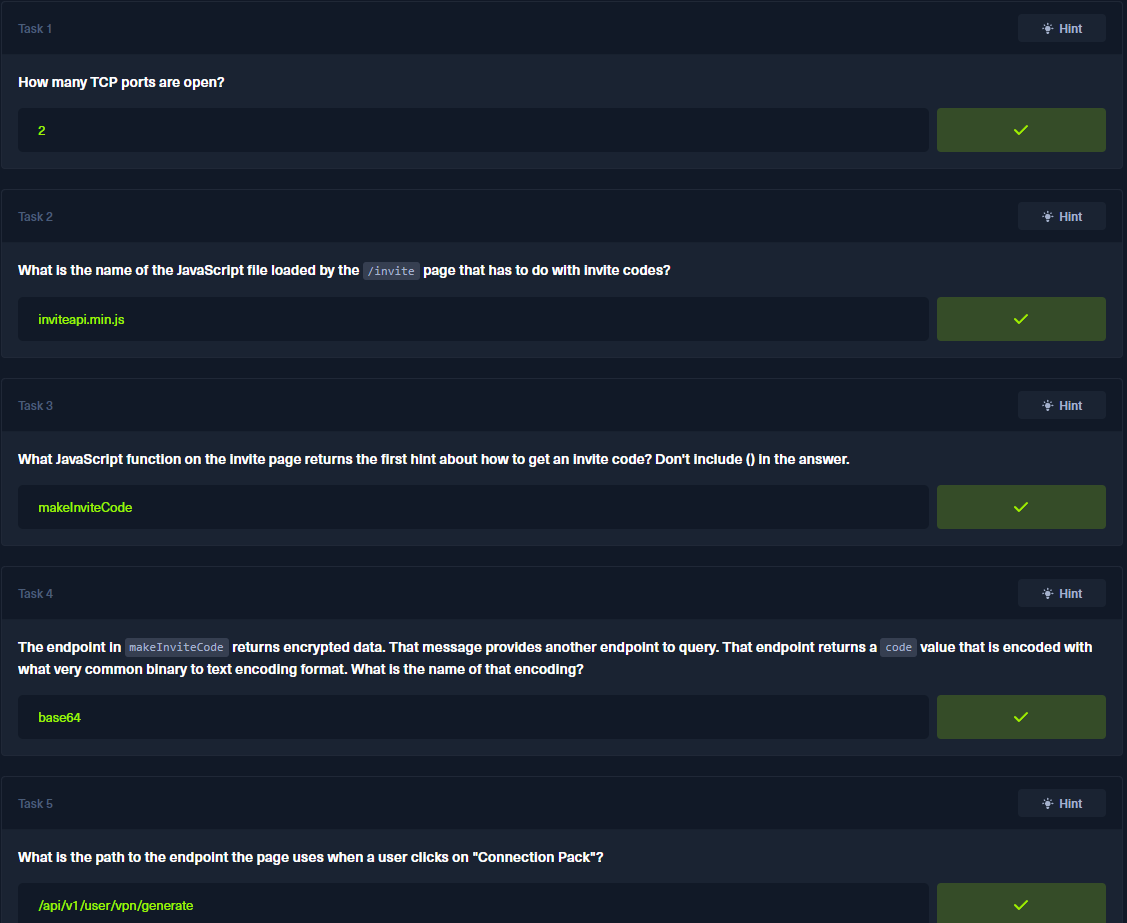 Task 1
Hint
How many TCP ports are open?
2
Task 2
Hint
What is the name of the JavaScript file loaded by the /invite page that has to do with invite codes?
inviteapi.min.js
Task 3
Hint
What JavaScript function on the invite page returns the first hint about how to get an invite code? Don't include () in the answer.
makeInviteCode
Task 4
Hint
The endpoint in makeInviteCode returns encrypted data. That message provides another endpoint to query. That endpoint returns a code value that is encoded with
what very common binary to text encoding format. What is the name of that encoding?
base64
Task 5
Hint
What is the path to the endpoint the page uses when a user clicks on "Connection Pack"?
/api/v1/user/vpn/generate